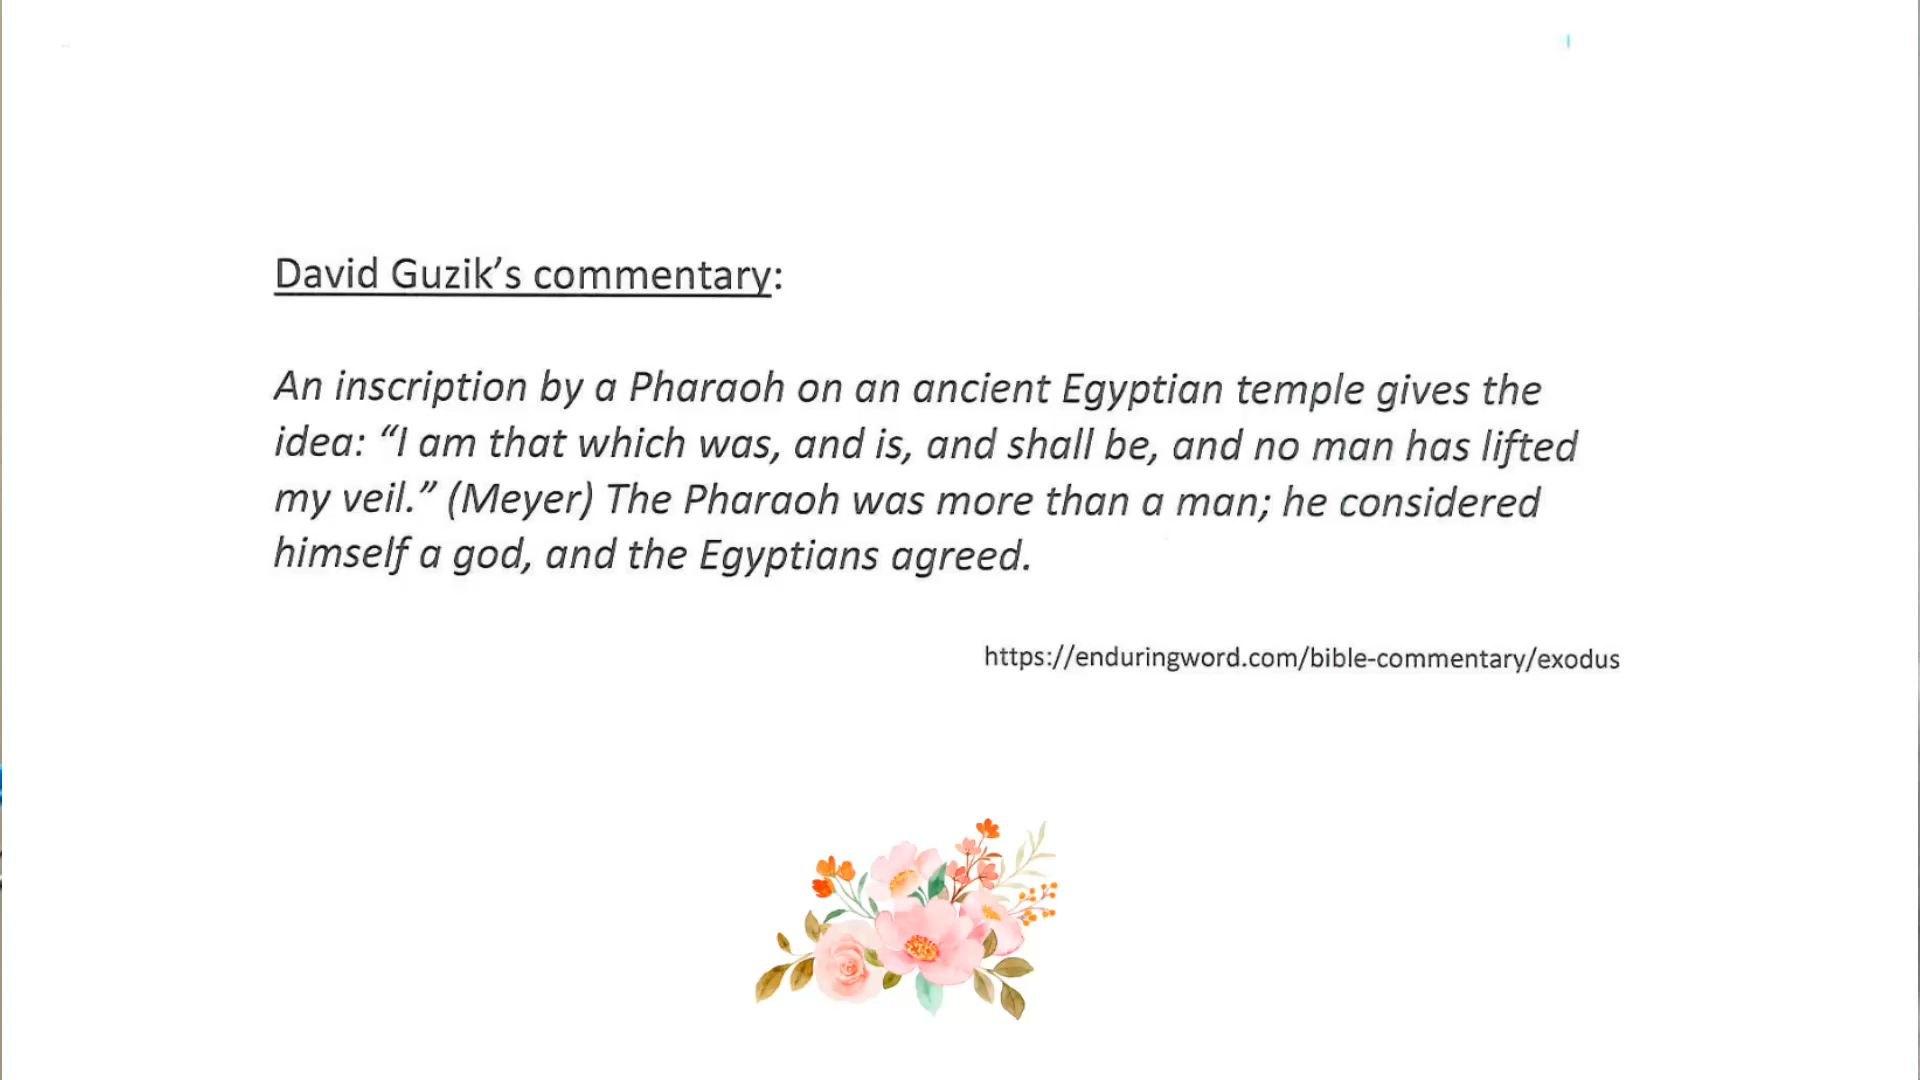 David Guzik’s commentary:
An inscription by a Pharaoh on an ancient Egyptian temple gives the
idea: “I am that which was, and is, and shall be, and no man has lifted
my veil.” (Meyer) The Pharaoh was more than a man; he considered
himself a god, and the Egyptians agreed.
https://enduringword.com/bible-commentary/exodus